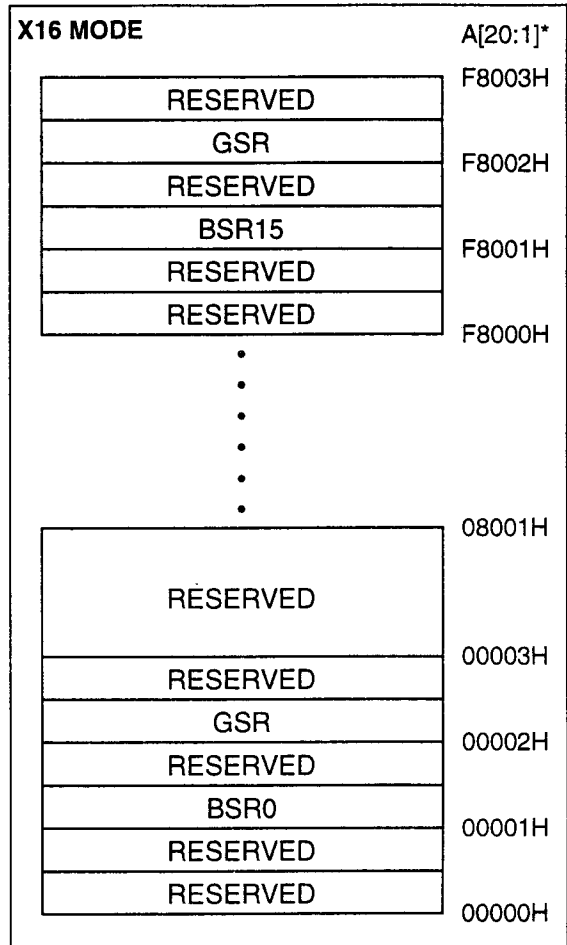 X16 MODE A[20:1]*
F8003H
RESERVED
GSR
F8002H
RESERVED
BSR15
F8001H
RESERVED
RESERVED
F8000H
08001H
RESERVED
00003H
RESERVED
GSR
00002H
RESERVED
BSR0
00001H
RESERVED
RESERVED
00000H